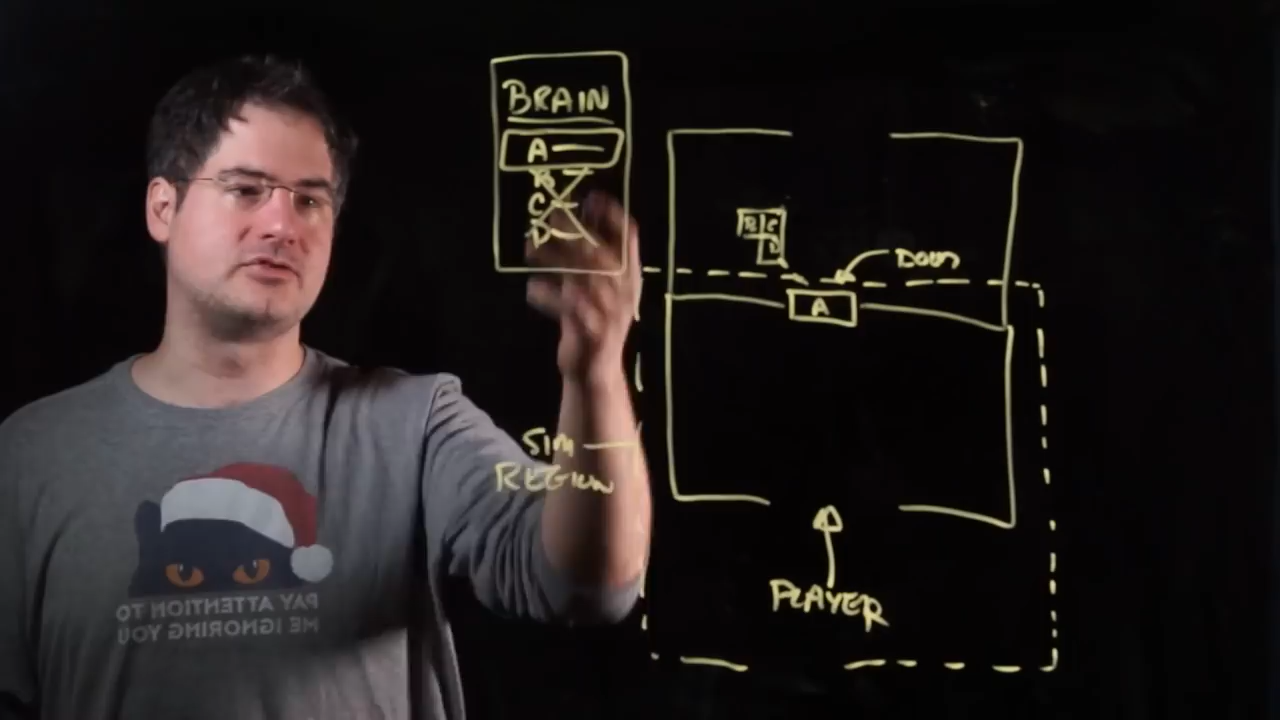 BRAIN
A
B
C
D
B C
D
DOOR
A
SIM
REGION
PLAYER
PAY ATTENTION TO
ME IGNORING YOU